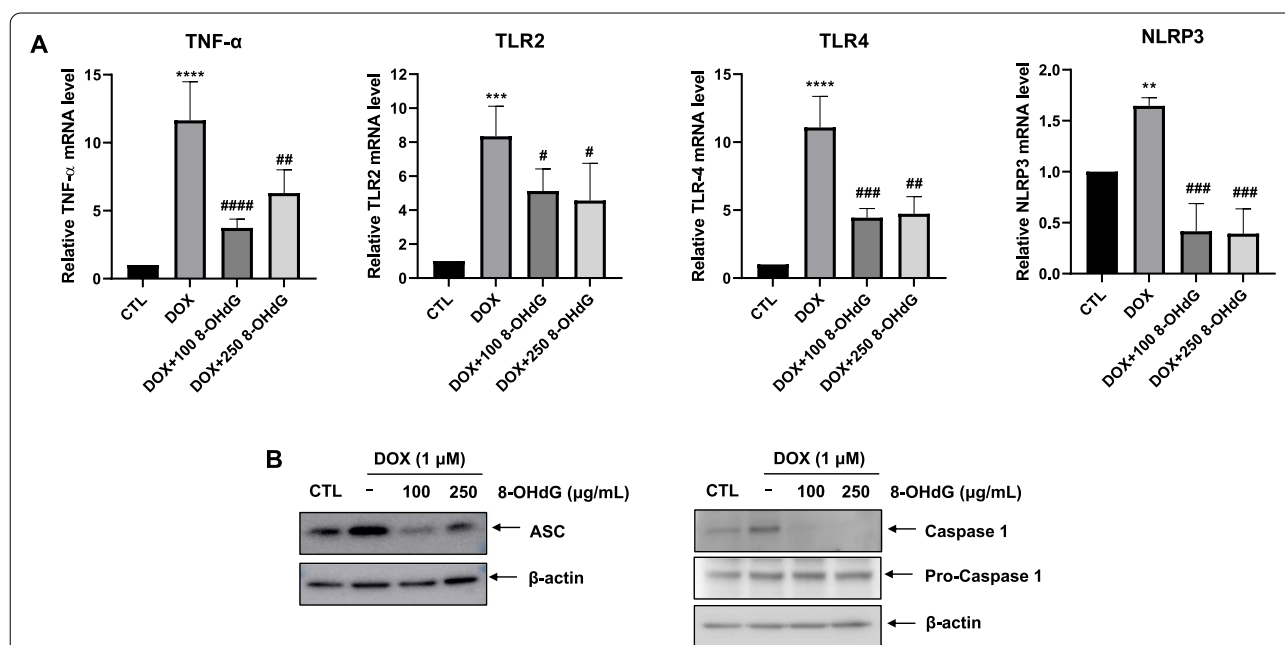 A
TNF-α
Relative TNF-α mRNA level
15
10
5
0
****
####
##
CTL
DOX
DOX+100 8-OHdG
DOX+250 8-OHdG
TLR2
Relative TLR2 mRNA level
12
10
8
6
4
2
0
***
#
#
CTL
DOX
DOX+100 8-OHdG
DOX+250 8-OHdG
TLR4
Relative TLR-4 mRNA level
15
10
5
0
****
###
##
CTL
DOX
DOX+100 8-OHdG
DOX+250 8-OHdG
NLRP3
Relative NLRP3 mRNA level
2.0
1.5
1.0
0.5
0.0
**
###
###
CTL
DOX
DOX+100 8-OHdG
DOX+250 8-OHdG
B
DOX (1 µM)
CTL – 100 250 8-OHdG (µg/mL)
ASC
β-actin
DOX (1 µM)
CTL – 100 250 8-OHdG (µg/mL)
Caspase 1
Pro-Caspase 1
β-actin